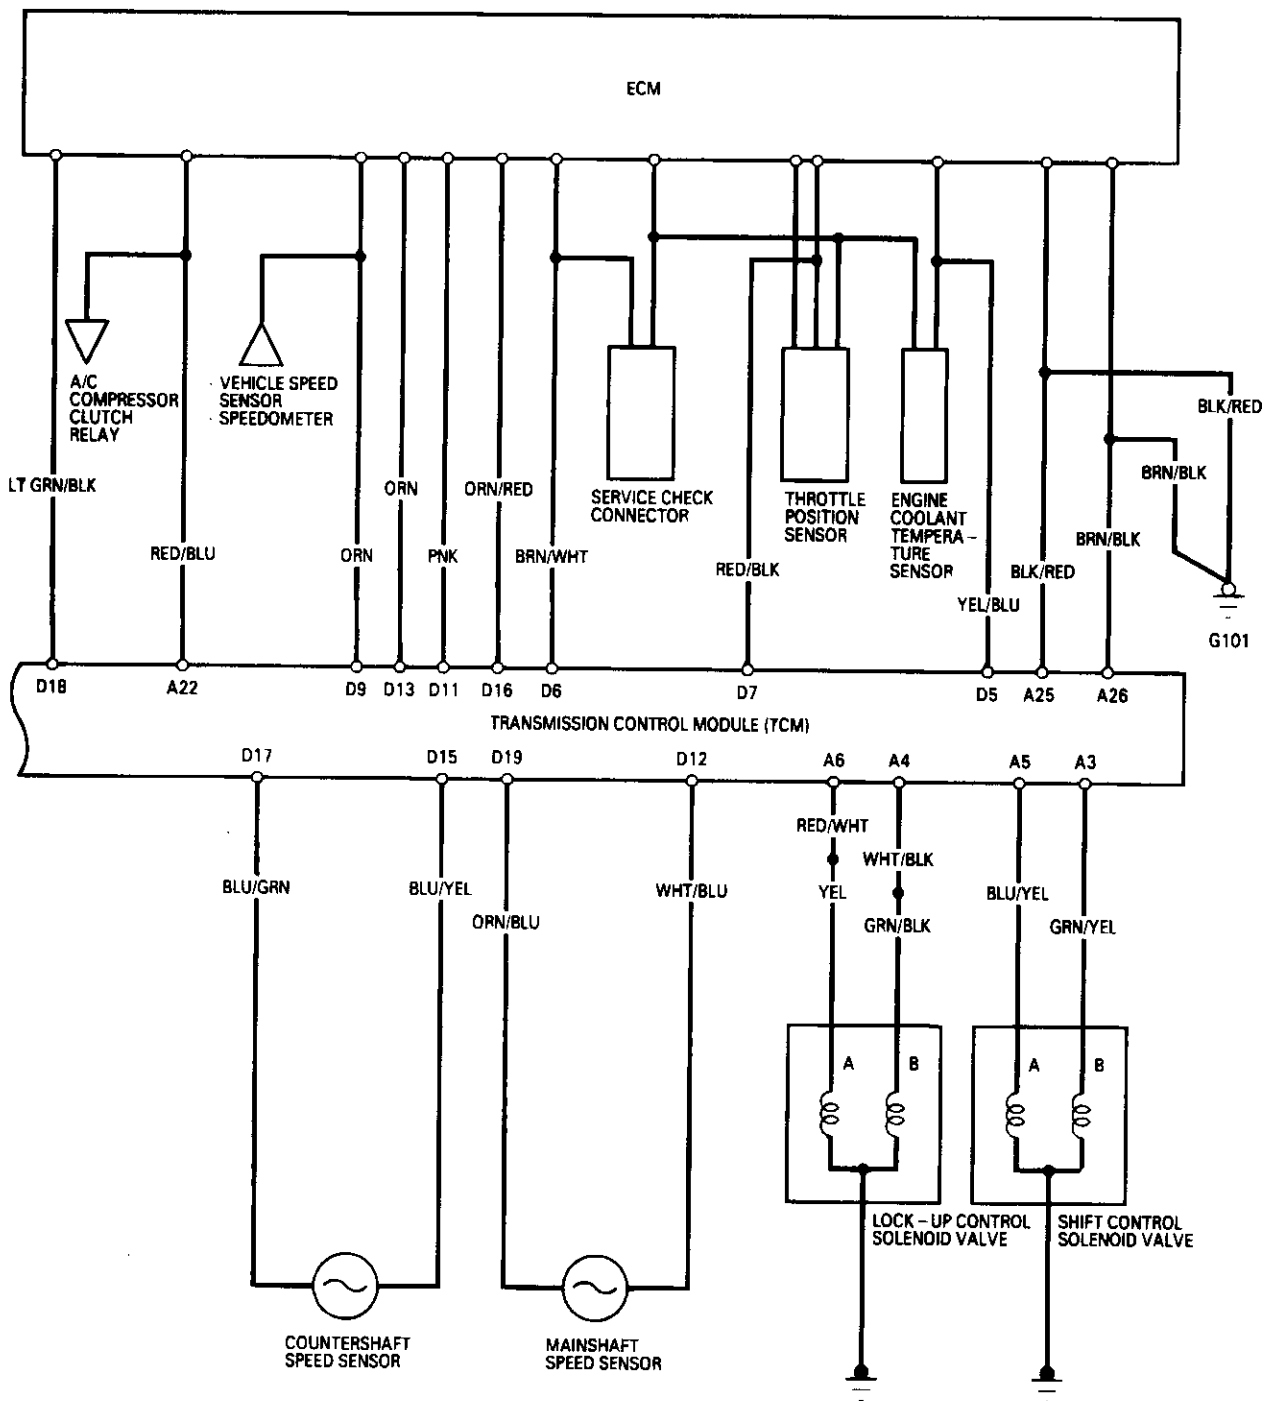 ECM
A/C
COMPRESSOR
CLUTCH
RELAY
VEHICLE SPEED
SENSOR
SPEEDOMETER
BLK/RED
LT GRN/BLK
ORN
ORN/RED
SERVICE CHECK
CONNECTOR
THROTTLE
POSITION
SENSOR
ENGINE
COOLANT
TEMPERA-
TURE
SENSOR
BRN/BLK
RED/BLU
ORN
PNK
BRN/WHT
RED/BLK
YEL/BLU
BLK/RED
BRN/BLK
G101
D18
A22
D9
D13
D11
D16
D6
D7
D5
A25
A26
TRANSMISSION CONTROL MODULE (TCM)
D17
D15
D19
D12
A6
A4
A5
A3
RED/WHT
WHT/BLK
BLU/GRN
BLU/YEL
ORN/BLU
WHT/BLU
YEL
GRN/BLK
BLU/YEL
GRN/YEL
A
B
A
B
LOCK-UP CONTROL
SOLENOID VALVE
SHIFT CONTROL
SOLENOID VALVE
COUNTERSHAFT
SPEED SENSOR
MAINSHAFT
SPEED SENSOR